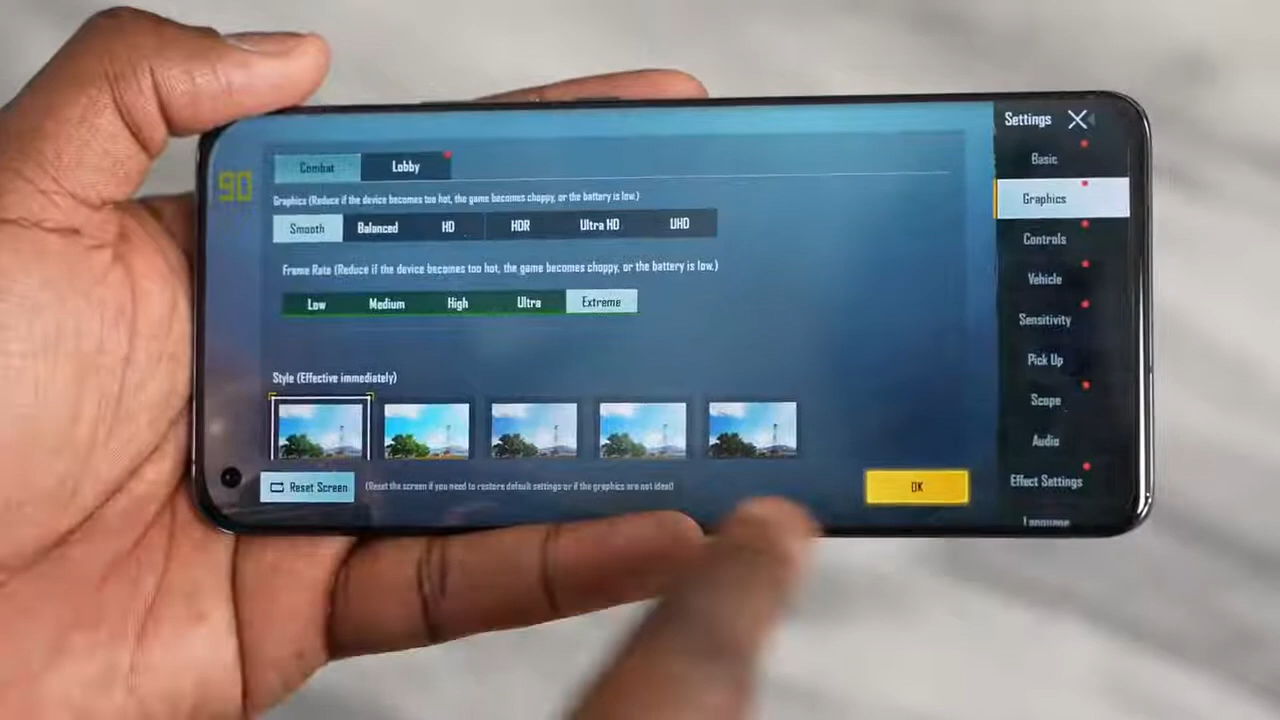 Settings
90
Combat Lobby
Basic
Graphics (Reduce if the device becomes too hot, the game becomes choppy, or the battery is low.)
Graphics
Smooth Balanced HD HDR Ultra HD UHD
Controls
Frame Rate (Reduce if the device becomes too hot, the game becomes choppy, or the battery is low.)
Vehicle
Low Medium High Ultra Extreme
Sensitivity
Pick Up
Style (Effective immediately)
Scope
Audio
Reset Screen (Reset the screen if you need to restore default settings or if the graphics are not ideal) OK
Effect Settings
Language